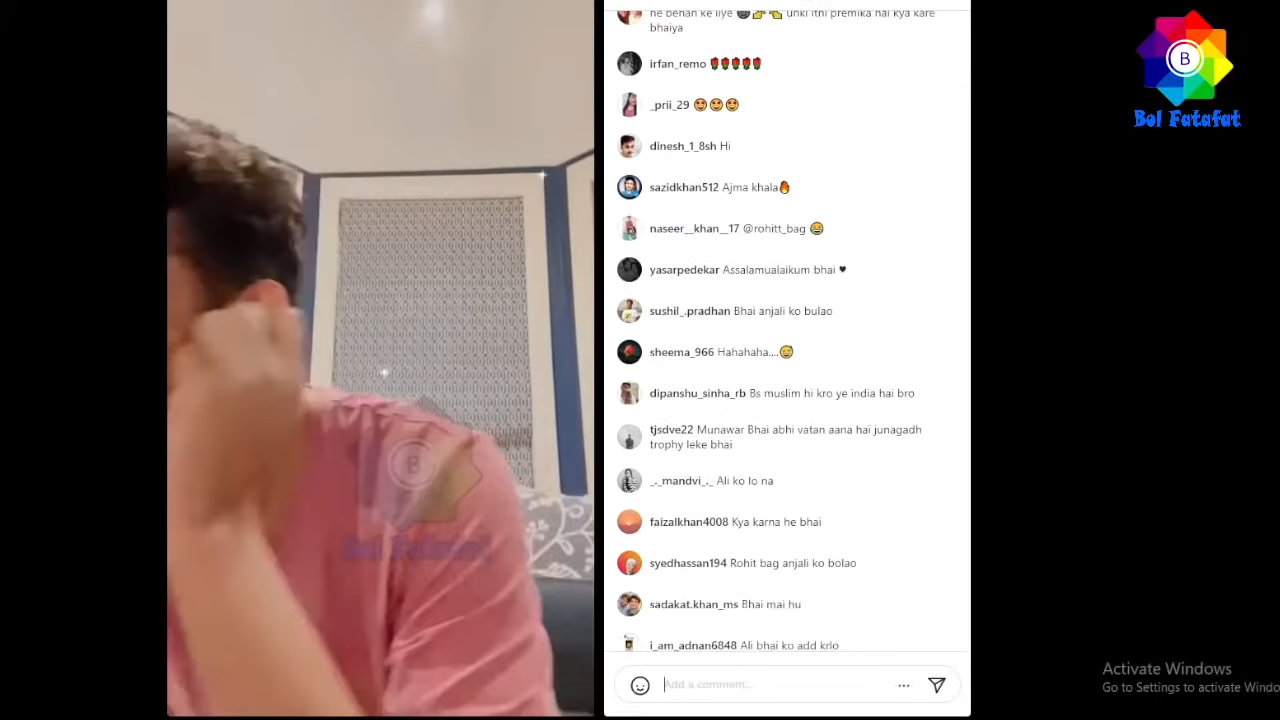 he behan ke liye unki itni premika hai kya kare
bhaiya
irfan_remo
_prii_29
dinesh_1_8sh Hi
sazidkhan512 Ajma khala
naseer__khan__17 @rohitt_bag
yasarpedekar Assalamualaikum bhai
sushil_.pradhan Bhai anjali ko bulao
sheema_966 Hahahaha....
dipanshu_sinha_rb Bs muslim hi kro ye india hai bro
tjsdve22 Munawar Bhai abhi vatan aana hai junagadh
trophy leke bhai
_._mandvi_._ Ali ko lo na
faizalkhan4008 Kya karna he bhai
syedhassan194 Rohit bag anjali ko bolao
sadakat.khan_ms Bhai mai hu
i_am_adnan6848 Ali bhai ko add krlo
Add a comment...
B
Bol Fatafat
B
Bol Fatafat
Activate Windows
Go to Settings to activate Windo